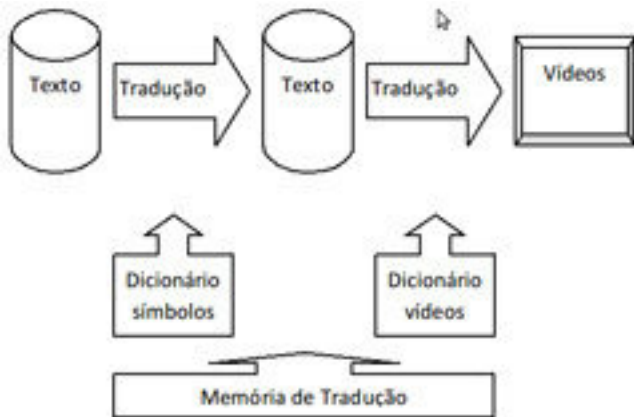 Texto
Tradução
Texto
Tradução
Vídeos
Dicionário
símbolos
Dicionário
vídeos
Memória de Tradução